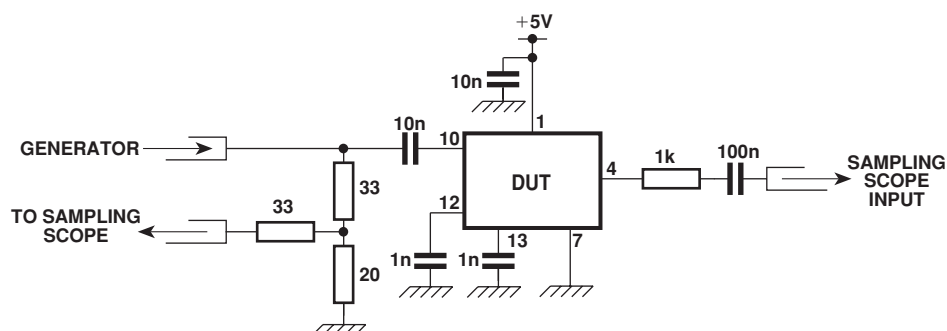 +5V
10n
1
10n
10
GENERATOR
33
DUT
4
1k
100n
SAMPLING
SCOPE
INPUT
TO SAMPLING
SCOPE
33
12
20
1n
13
1n
7